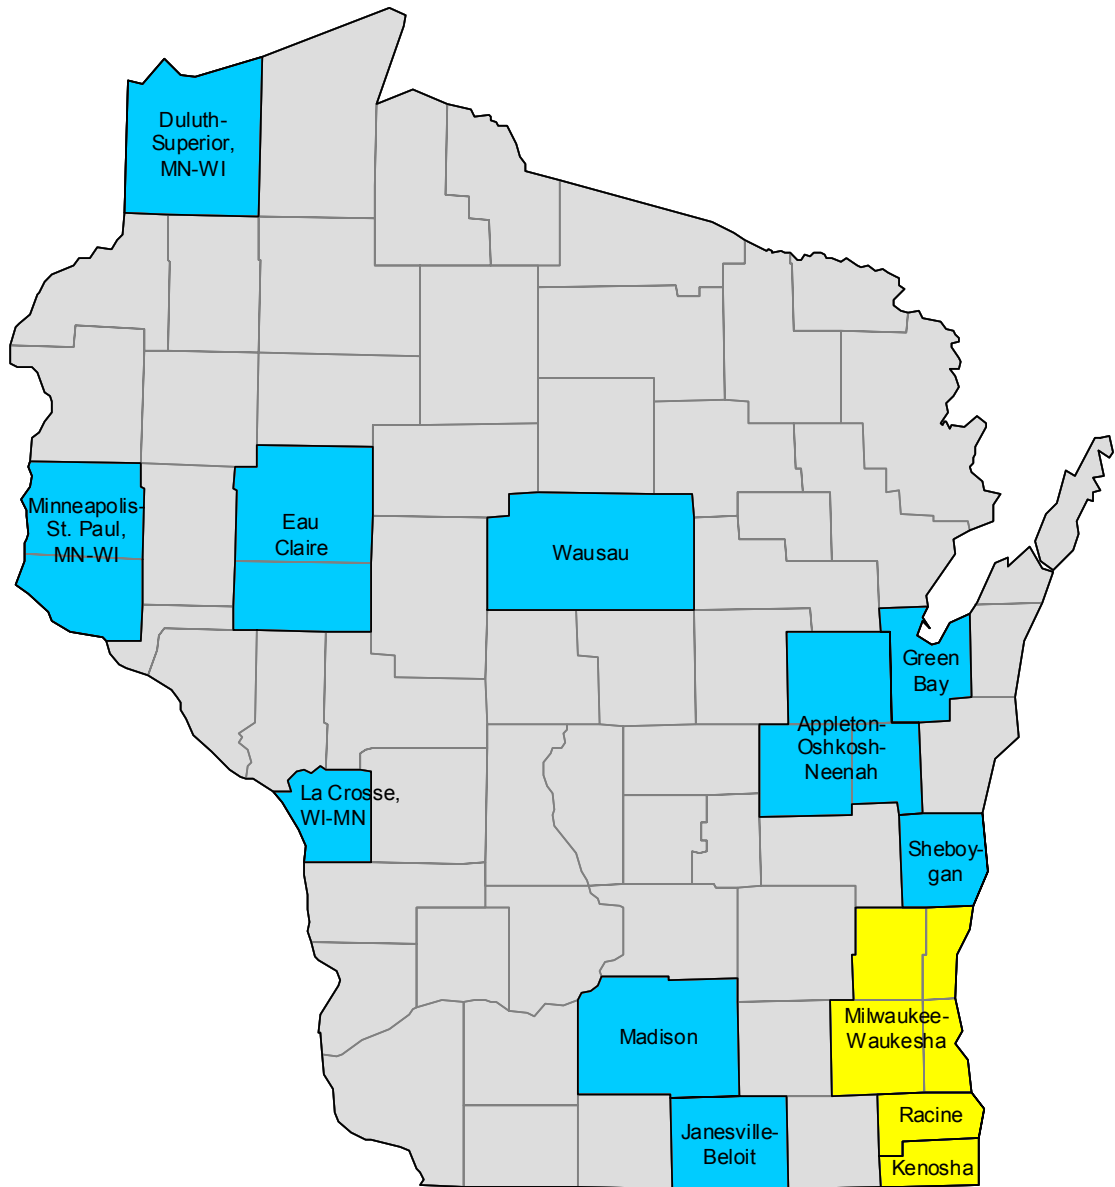 Duluth-
Superior,
MN-WI
Minneapolis-
St. Paul,
MN-WI
Eau
Claire
Wausau
Green
Bay
Appleton-
Oshkosh-
Neenah
La Crosse,
WI-MN
Sheboy-
gan
Milwaukee-
Waukesha
Madison
Racine
Janesville-
Beloit
Kenosha